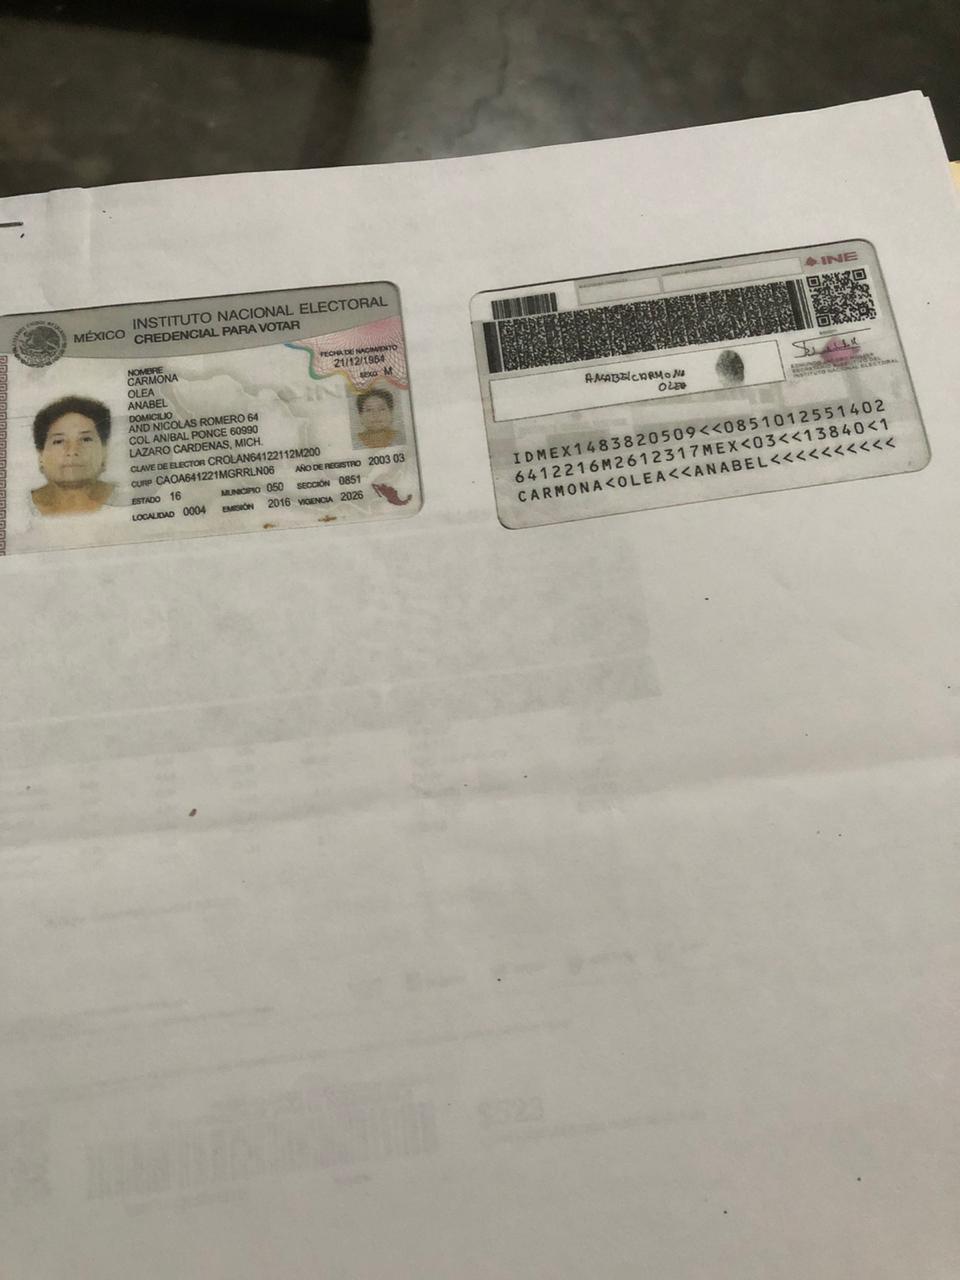 INSTITUTO NACIONAL ELECTORAL
MÉXICO CREDENCIAL PARA VOTAR
FECHA DE NACIMIENTO
21/12/1964
SEXO M
NOMBRE
CARMONA
OLEA
ANABEL
DOMICILIO
AND NICOLAS ROMERO 64
COL ANIBAL PONCE 60990
LAZARO CARDENAS, MICH.
CLAVE DE ELECTOR CROLAN64122112M200
CURP CAOA641221MGRRLN06 AÑO DE REGISTRO 2003 03
ESTADO 16 MUNICIPIO 050 SECCIÓN 0851
LOCALIDAD 0004 EMISIÓN 2016 VIGENCIA 2026
INE
ANABEL CARMONA
OLEA
INSTITUTO NACIONAL ELECTORAL
IDMEX1483820509<<0851012551402
6412216M2612317MEX<03<<13840<1
CARMONA<OLEA<<ANABEL<<<<<<<<<<